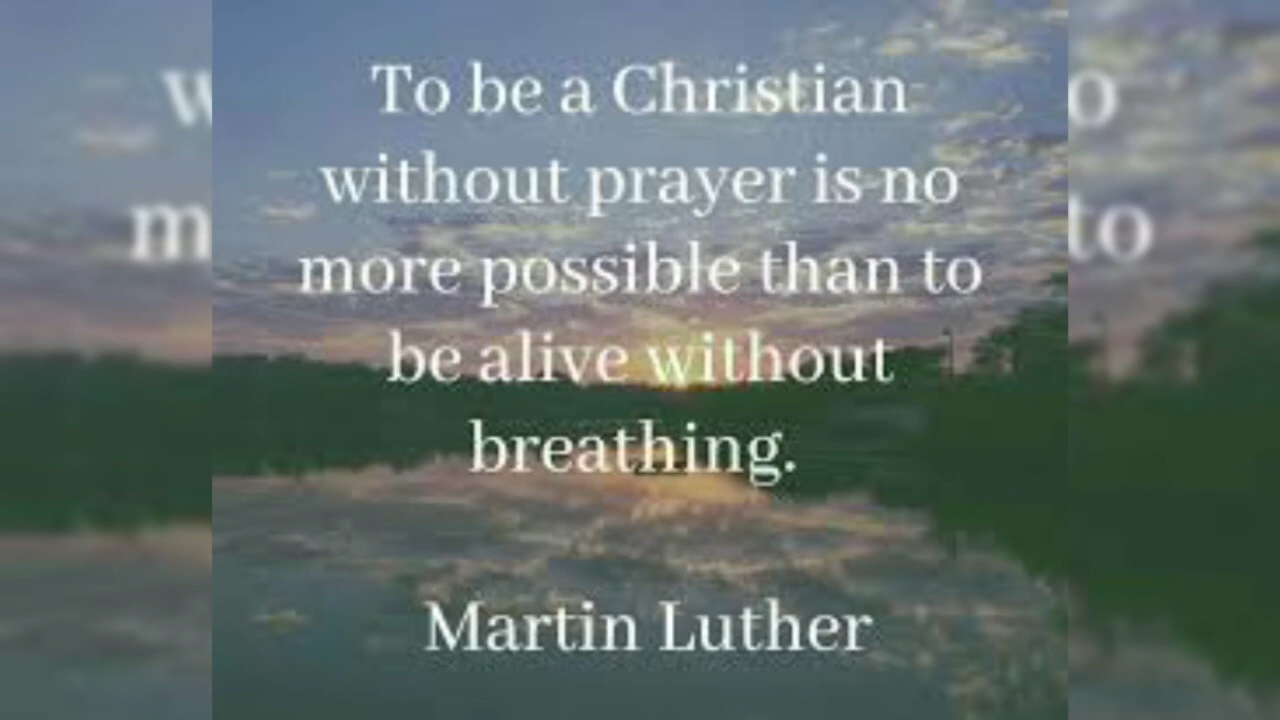 To be a Christian
without prayer is no
more possible than to
be alive without
breathing.
Martin Luther